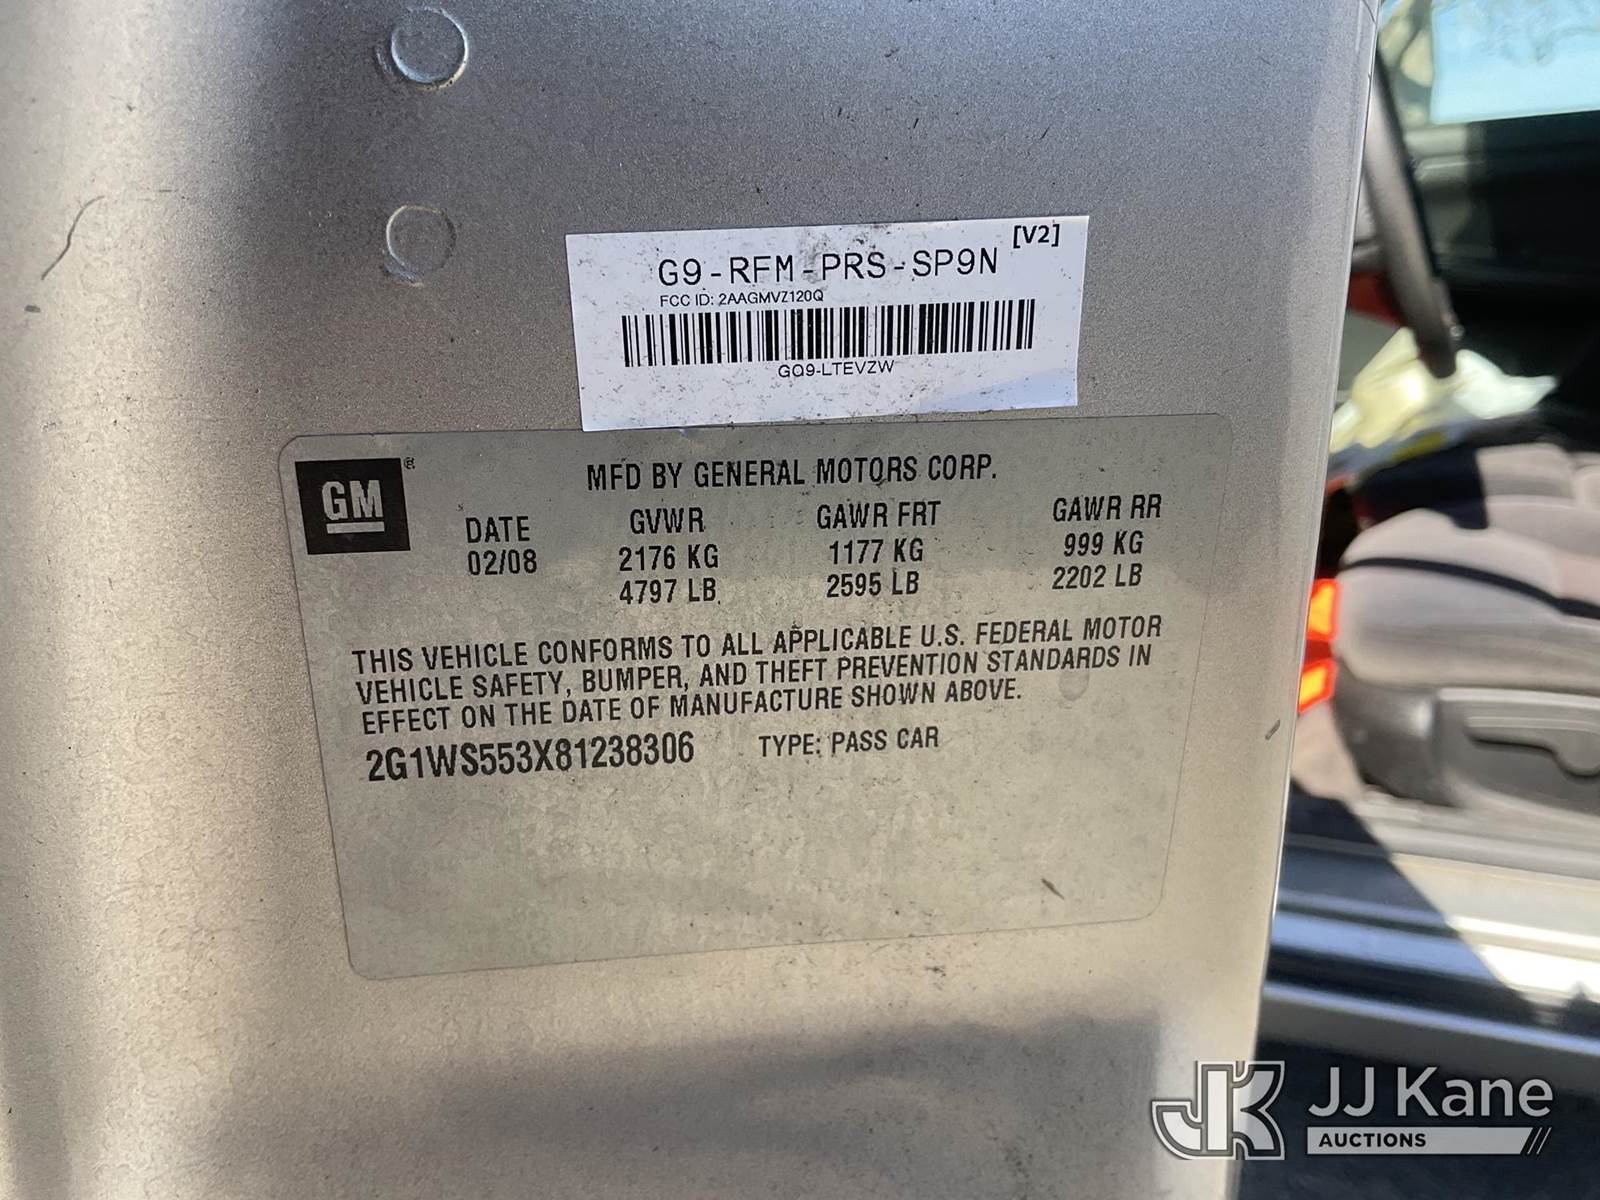 [V2]
G9-RFM-PRS-SP9N
FCC ID: 2AAGMVZ120Q
GQ9-LTEVZW
GM®
MFD BY GENERAL MOTORS CORP.
DATE GVWR GAWR FRT GAWR RR
02/08 2176 KG 1177 KG 999 KG
4797 LB 2595 LB 2202 LB
THIS VEHICLE CONFORMS TO ALL APPLICABLE U.S. FEDERAL MOTOR
VEHICLE SAFETY, BUMPER, AND THEFT PREVENTION STANDARDS IN
EFFECT ON THE DATE OF MANUFACTURE SHOWN ABOVE.
2G1WS553X81238306 TYPE: PASS CAR
JK JJ Kane
AUCTIONS